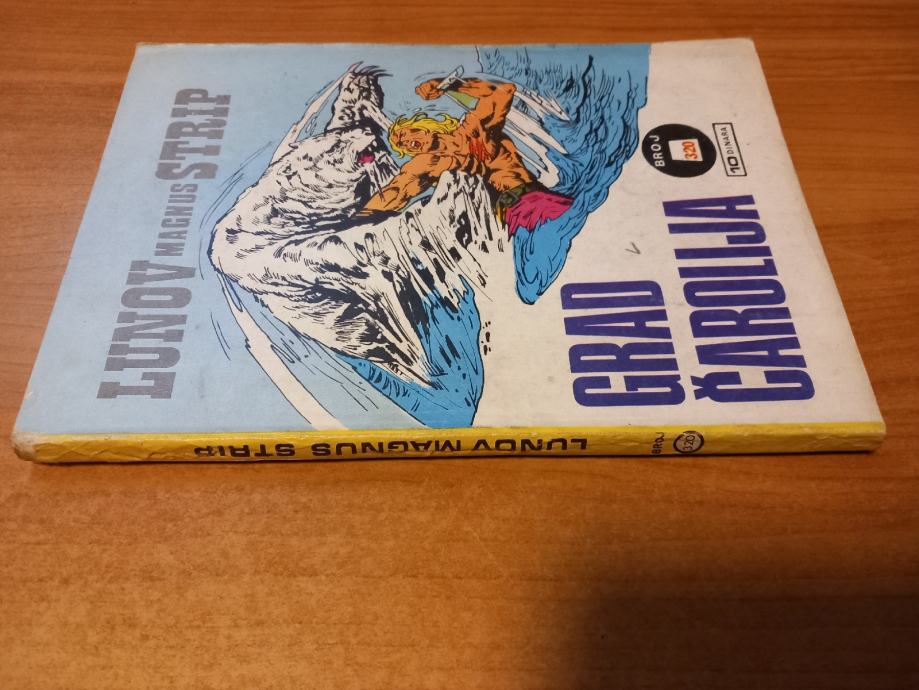 LUNOV MAGNUS STRIP
BROJ
320
10 DINARA
GRAD
ČAROLIJA
LUNOV MAGNUS STRIP
BROJ
320